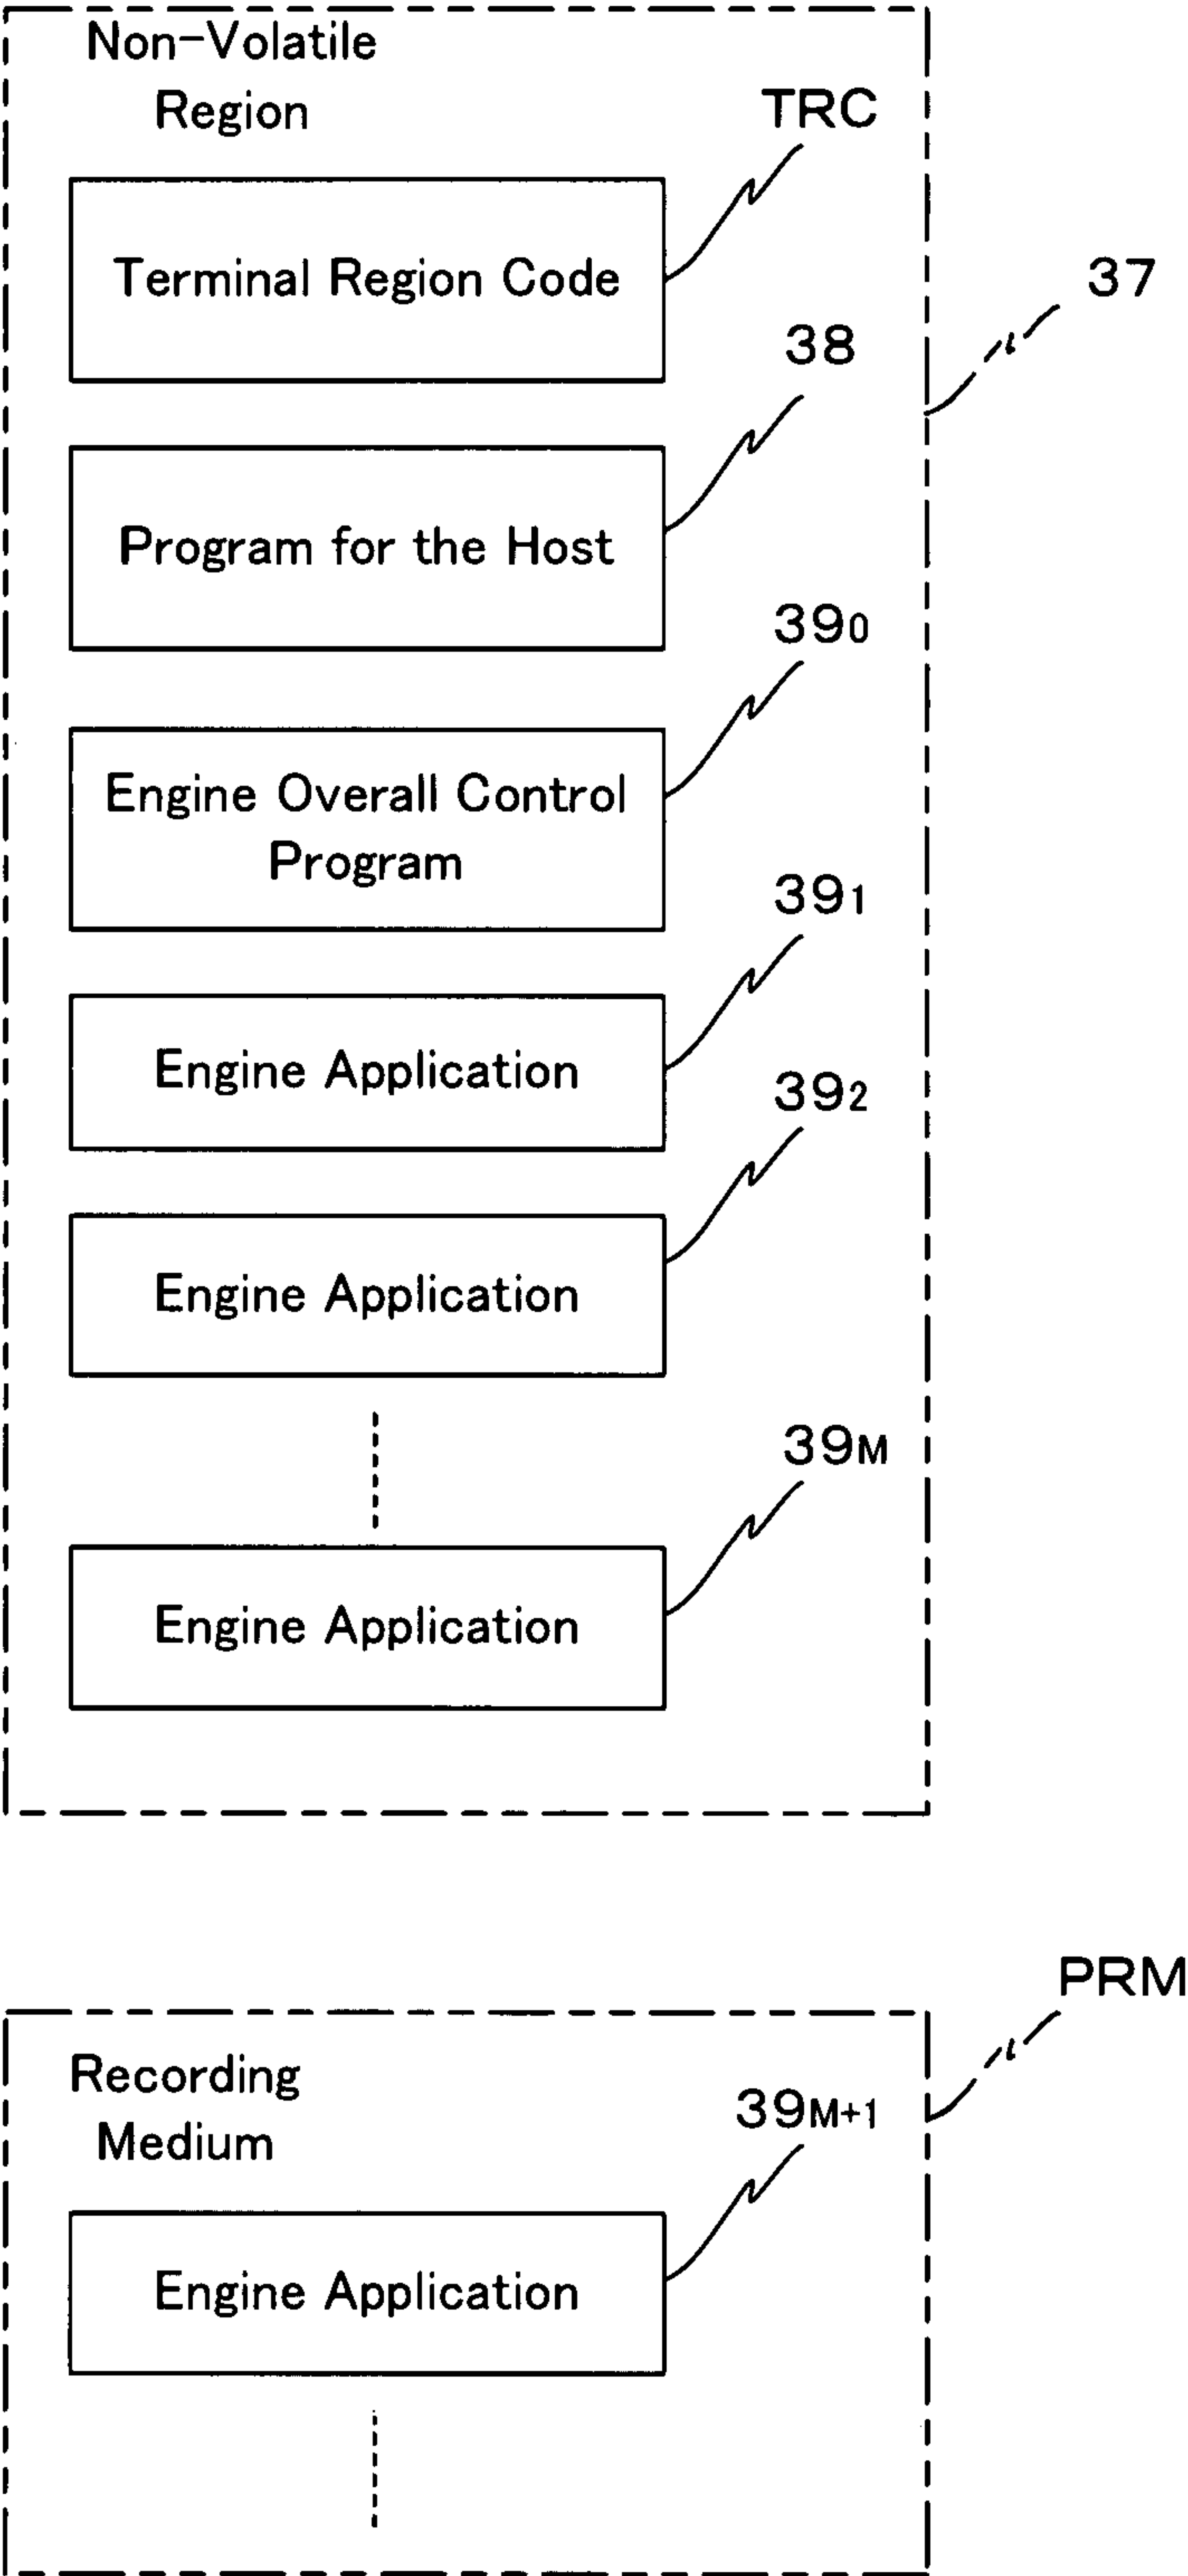 Non-Volatile
Region
TRC
Terminal Region Code
37
38
Program for the Host
39₀
Engine Overall Control
Program
39₁
Engine Application
39₂
Engine Application
39M
Engine Application
PRM
Recording
Medium
39M+1
Engine Application